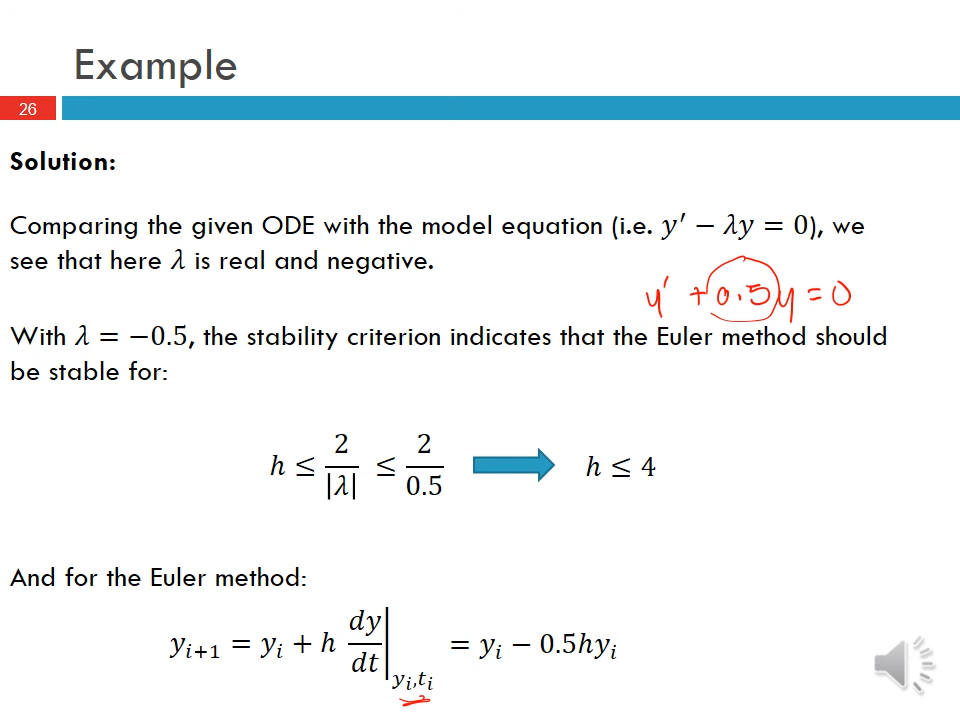 Example
26
Solution:
Comparing the given ODE with the model equation (i.e. y′ − λy = 0), we
see that here λ is real and negative.
y' + 0.5y = 0
With λ = −0.5, the stability criterion indicates that the Euler method should
be stable for:
h ≤ 2/|λ| ≤ 2/0.5 h ≤ 4
And for the Euler method:
y_{i+1} = y_i + h dy/dt|_{y_i,t_i} = y_i − 0.5hy_i